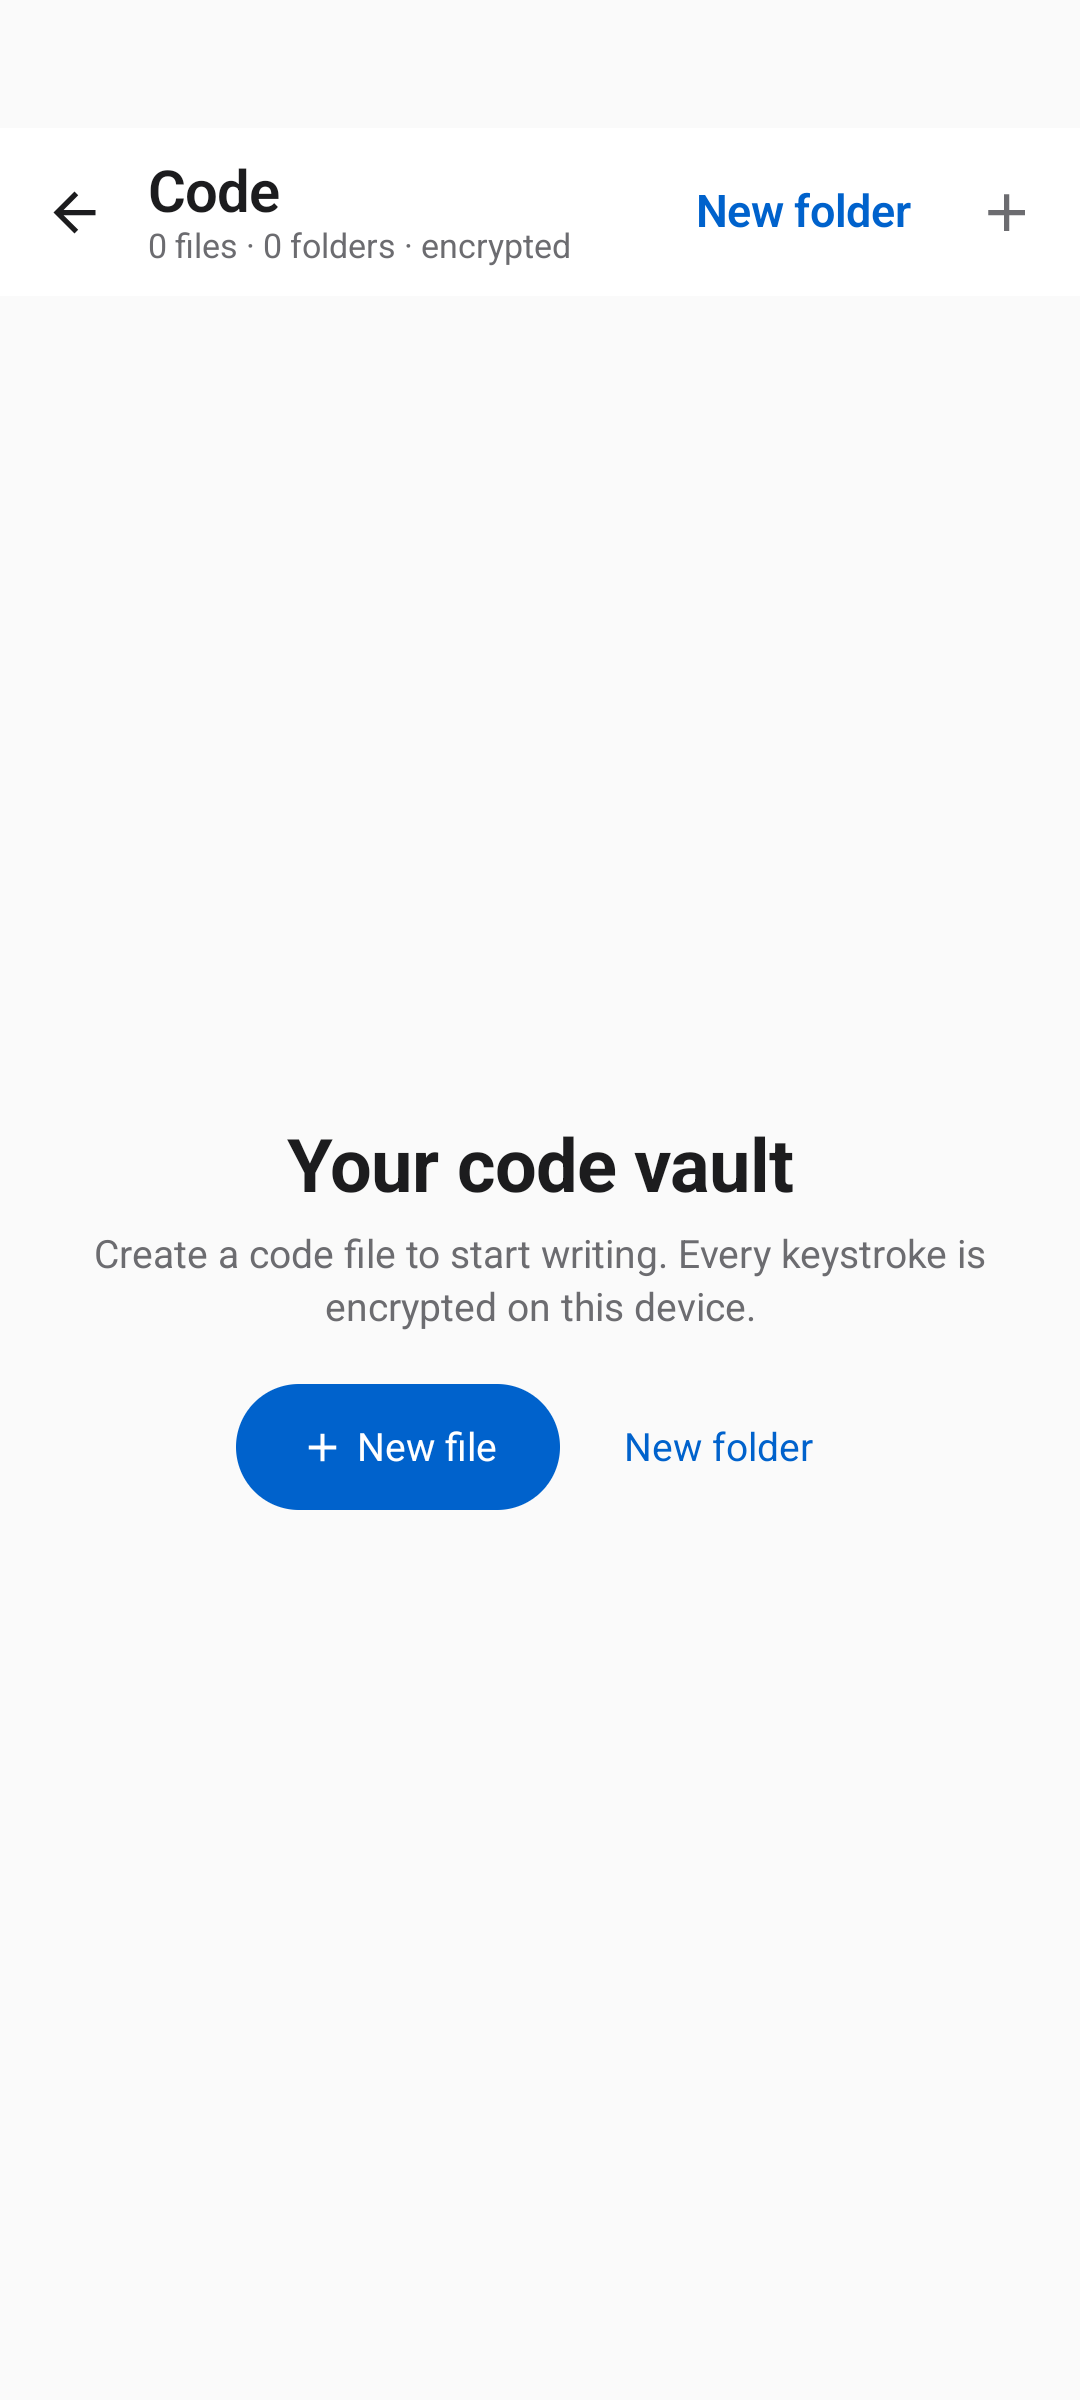 Code
0 files · 0 folders · encrypted
New folder
Your code vault
Create a code file to start writing. Every keystroke is
encrypted on this device.
New file
New folder